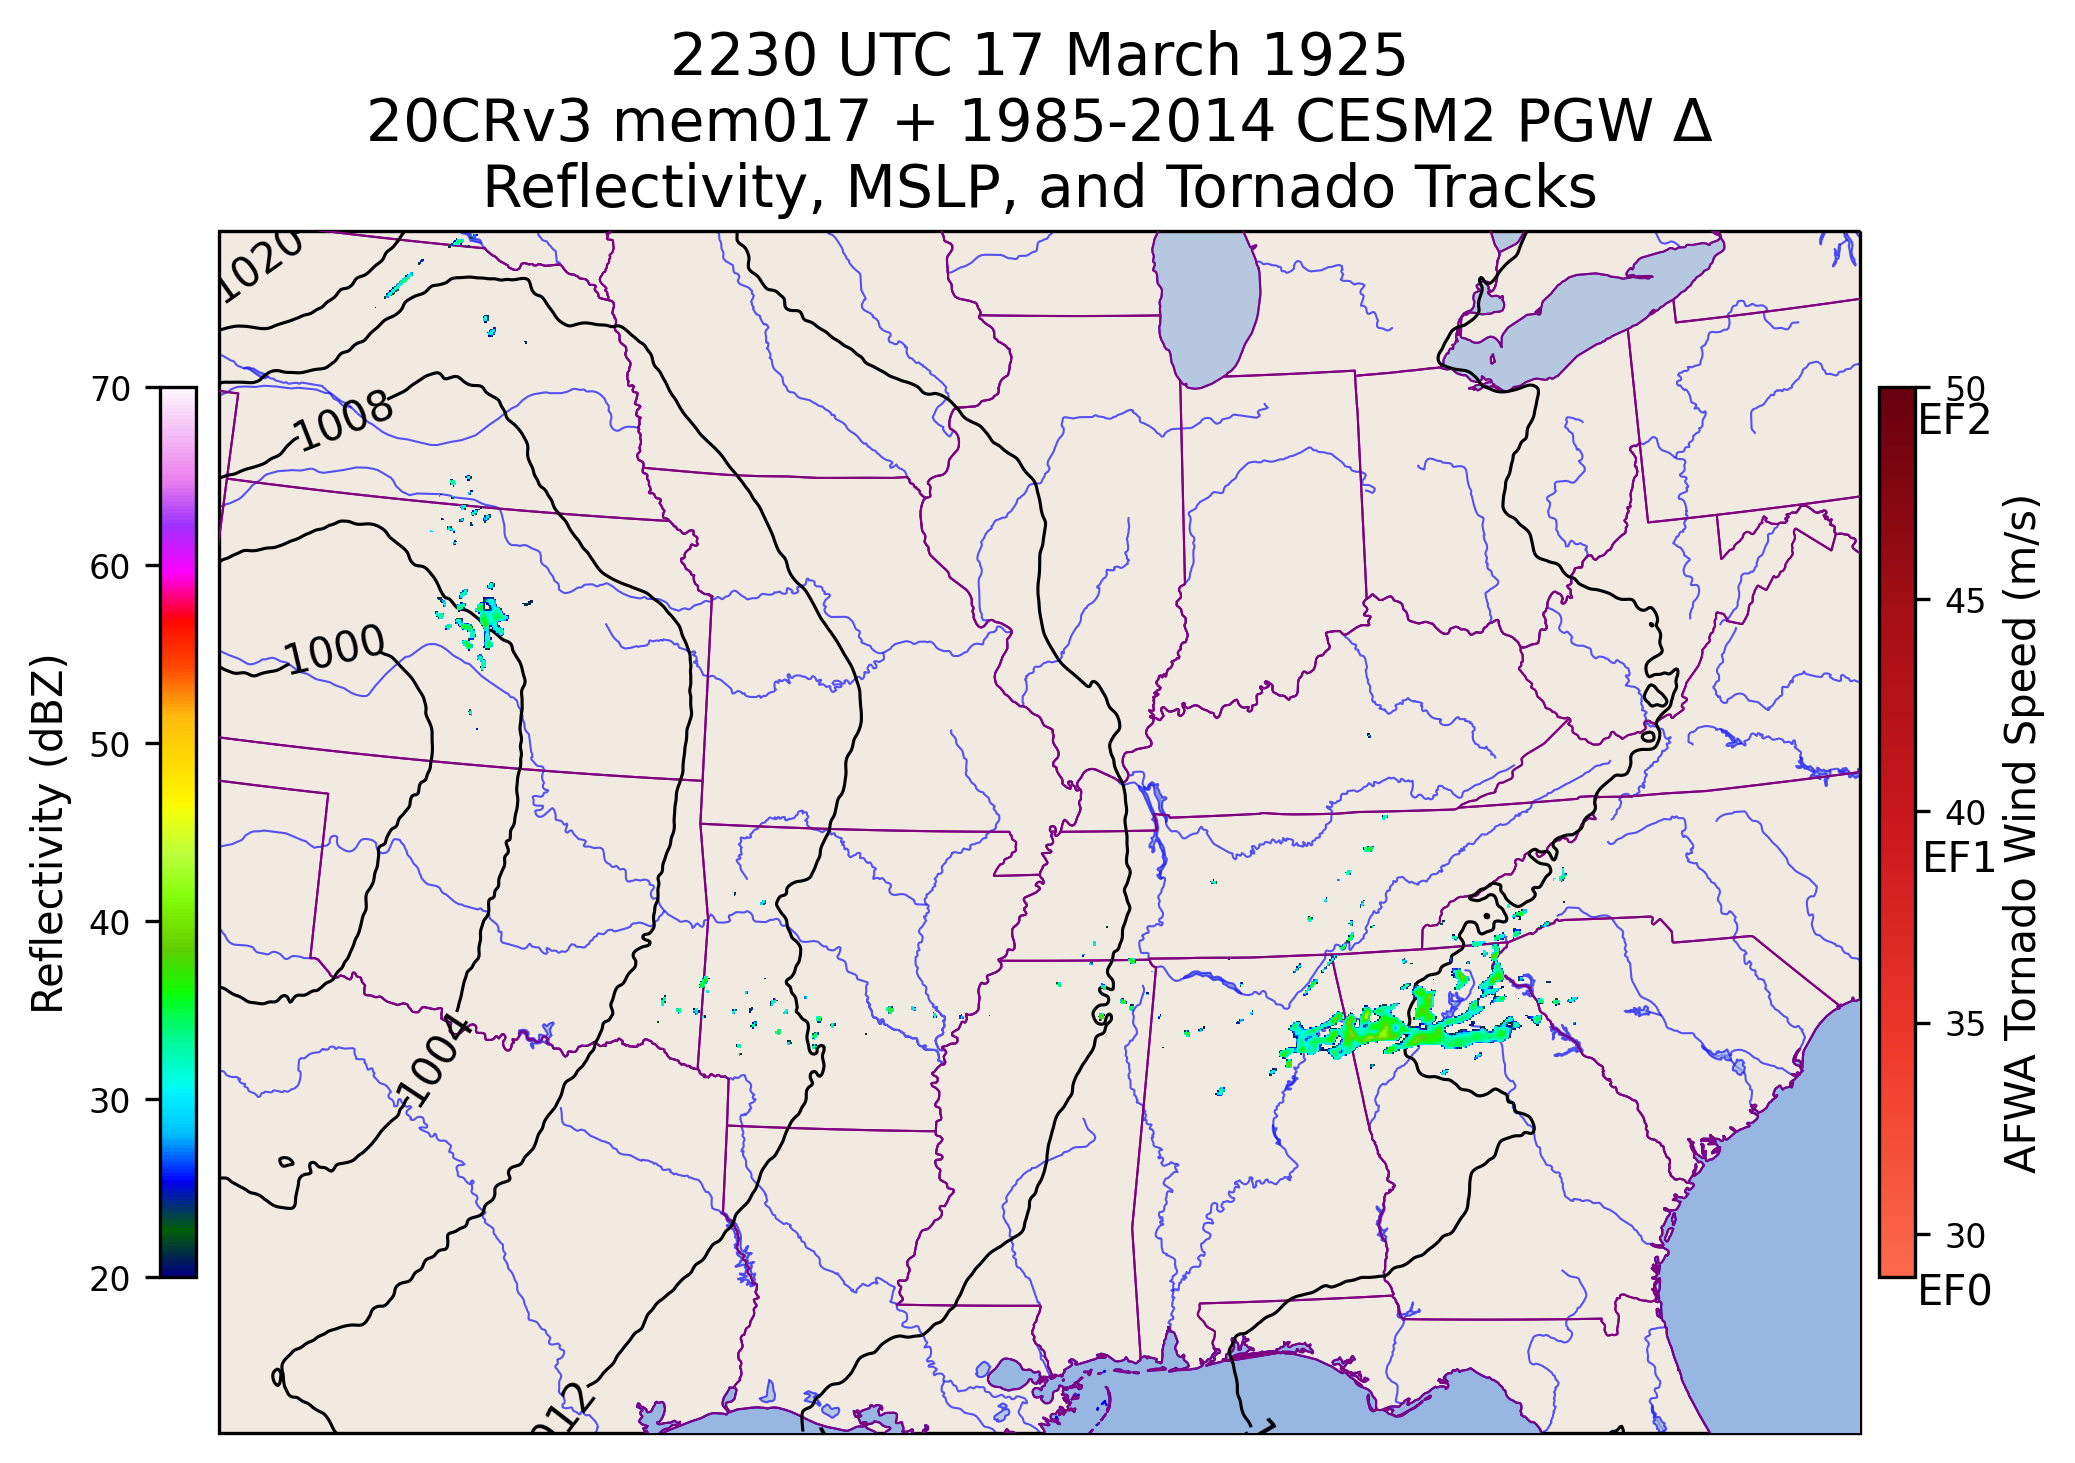 2230 UTC 17 March 1925
20CRv3 mem017 + 1985-2014 CESM2 PGW Δ
Reflectivity, MSLP, and Tornado Tracks
1020
1008
1000
1004
Reflectivity (dBZ)
70
60
50
40
30
20
50
EF2
45
40
EF1
35
30
EF0
AFWA Tornado Wind Speed (m/s)